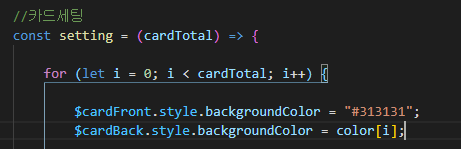 //카드세팅
const setting = (cardTotal) => {
for (let i = 0; i < cardTotal; i++) {
$cardFront.style.backgroundColor = "#313131";
$cardBack.style.backgroundColor = color[i];